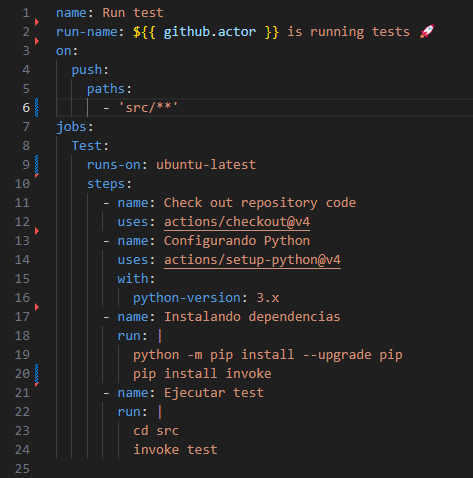 1 name: Run test
2 run-name: ${{ github.actor }} is running tests 🚀
3 on:
4   push:
5     paths:
6       - 'src/**'
7 jobs:
8   Test:
9     runs-on: ubuntu-latest
10     steps:
11       - name: Check out repository code
12         uses: actions/checkout@v4
13       - name: Configurando Python
14         uses: actions/setup-python@v4
15         with:
16           python-version: 3.x
17       - name: Instalando dependencias
18         run: |
19           python -m pip install --upgrade pip
20           pip install invoke
21       - name: Ejecutar test
22         run: |
23           cd src
24           invoke test
25